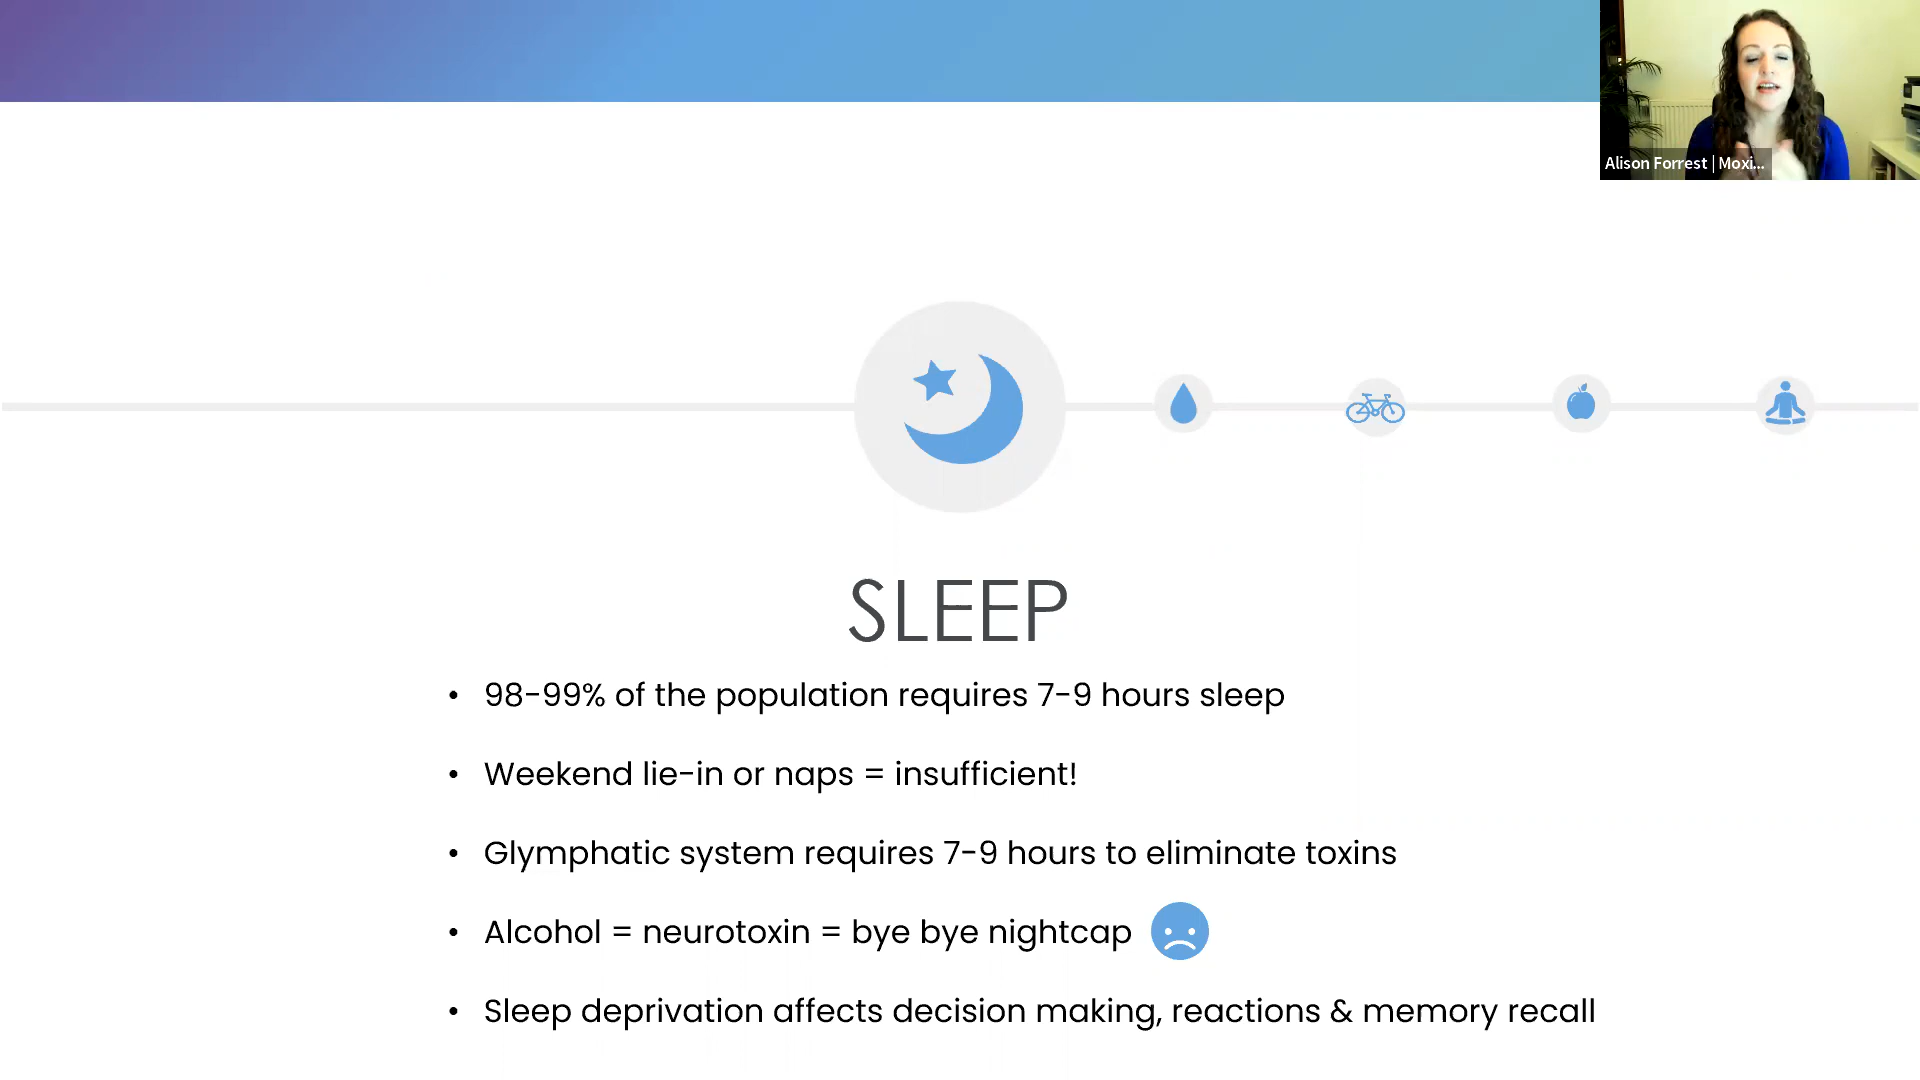 Alison Forrest | Moxi...
SLEEP
• 98-99% of the population requires 7-9 hours sleep
• Weekend lie-in or naps = insufficient!
• Glymphatic system requires 7-9 hours to eliminate toxins
• Alcohol = neurotoxin = bye bye nightcap
• Sleep deprivation affects decision making, reactions & memory recall